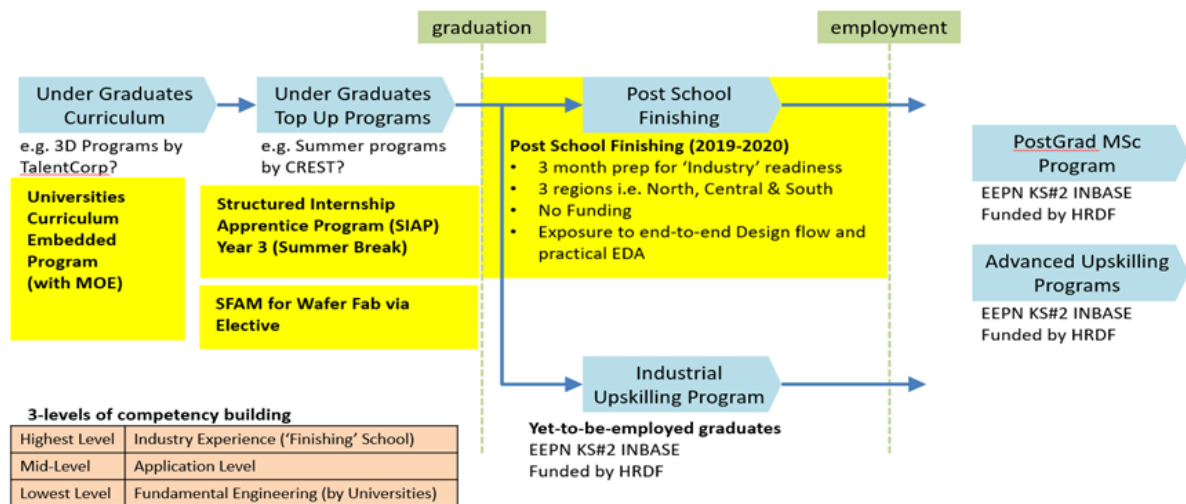 graduation
employment
Under Graduates
Curriculum
Under Graduates
Top Up Programs
Post School
Finishing
e.g. 3D Programs by
TalentCorp?
e.g. Summer programs
by CREST?
Universities
Curriculum
Embedded
Program
(with MOE)
Structured Internship
Apprentice Program (SIAP)
Year 3 (Summer Break)
SFAM for Wafer Fab via
Elective
Post School Finishing (2019-2020)
• 3 month prep for ‘Industry’ readiness
• 3 regions i.e. North, Central & South
• No Funding
• Exposure to end-to-end Design flow and
practical EDA
PostGrad MSc
Program
EEPN KS#2 INBASE
Funded by HRDF
Advanced Upskilling
Programs
EEPN KS#2 INBASE
Funded by HRDF
Industrial
Upskilling Program
Yet-to-be-employed graduates
EEPN KS#2 INBASE
Funded by HRDF
3-levels of competency building
Highest Level Industry Experience (‘Finishing’ School)
Mid-Level Application Level
Lowest Level Fundamental Engineering (by Universities)